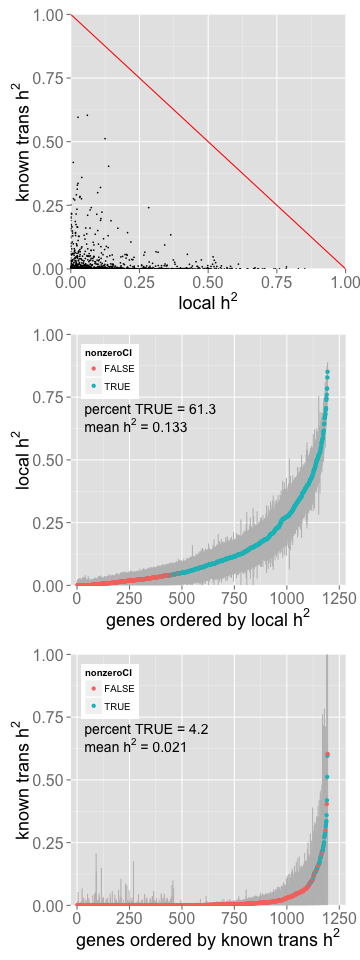 1.00
0.75
0.50
0.25
0.00
known trans h²
0.00 0.25 0.50 0.75 1.00
local h²
1.00
0.75
0.50
0.25
0.00
local h²
nonzeroCI
FALSE
TRUE
percent TRUE = 61.3
mean h² = 0.133
0 250 500 750 1000 1250
genes ordered by local h²
1.00
0.75
0.50
0.25
0.00
known trans h²
nonzeroCI
FALSE
TRUE
percent TRUE = 4.2
mean h² = 0.021
0 250 500 750 1000 1250
genes ordered by known trans h²